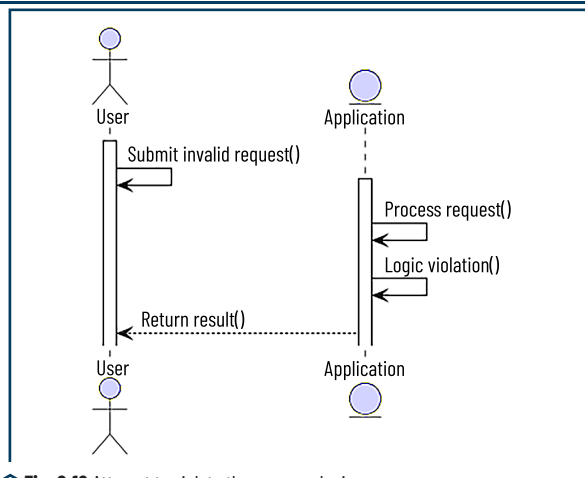 User
Application
Submit invalid request()
Process request()
Logic violation()
Return result()
User
Application